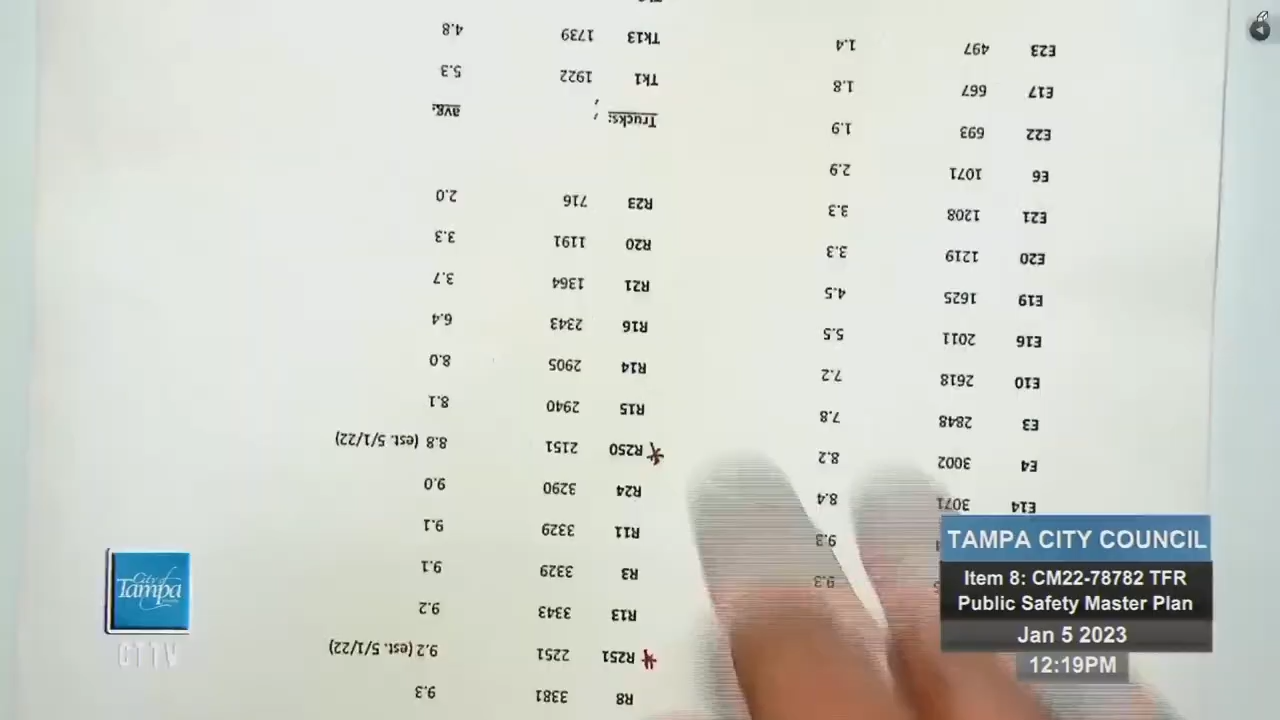 9.3
9.3
E14 3071 8.4
E4 3002 8.2
E3 2848 7.8
E10 2618 7.2
E16 2011 5.5
E19 1625 4.5
E20 1219 3.3
E21 1208 3.3
E6 1071 2.9
E22 693 1.9
E17 667 1.8
E23 497 1.4
R8 3381 9.3
* R251 2251 9.2 (est. 5/1/22)
R13 3343 9.2
R3 3329 9.1
R11 3329 9.1
R24 3290 9.0
* R250 2151 8.8 (est. 5/1/22)
R15 2940 8.1
R14 2905 8.0
R16 2343 6.4
R21 1364 3.7
R20 1191 3.3
R23 716 2.0
Trucks: avg.
Tk1 1922 5.3
Tk13 1739 4.8
City of
Tampa
CTTV
TAMPA CITY COUNCIL
Item 8: CM22-78782 TFR
Public Safety Master Plan
Jan 5 2023
12:19PM